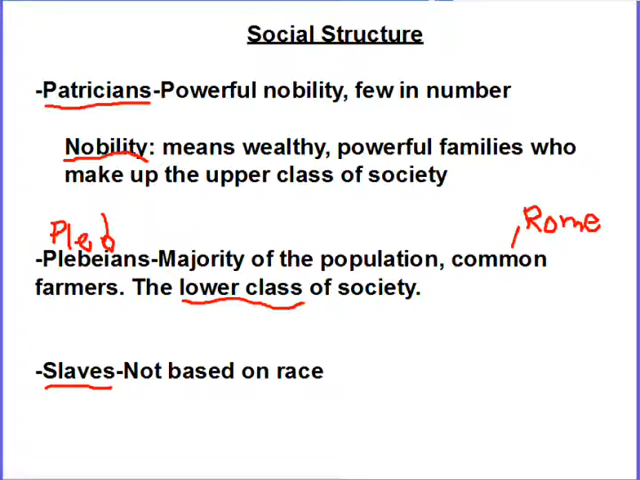 Social Structure
-Patricians-Powerful nobility, few in number
Nobility: means wealthy, powerful families who
make up the upper class of society
Pleb
Rome
-Plebeians-Majority of the population, common
farmers. The lower class of society.
-Slaves-Not based on race